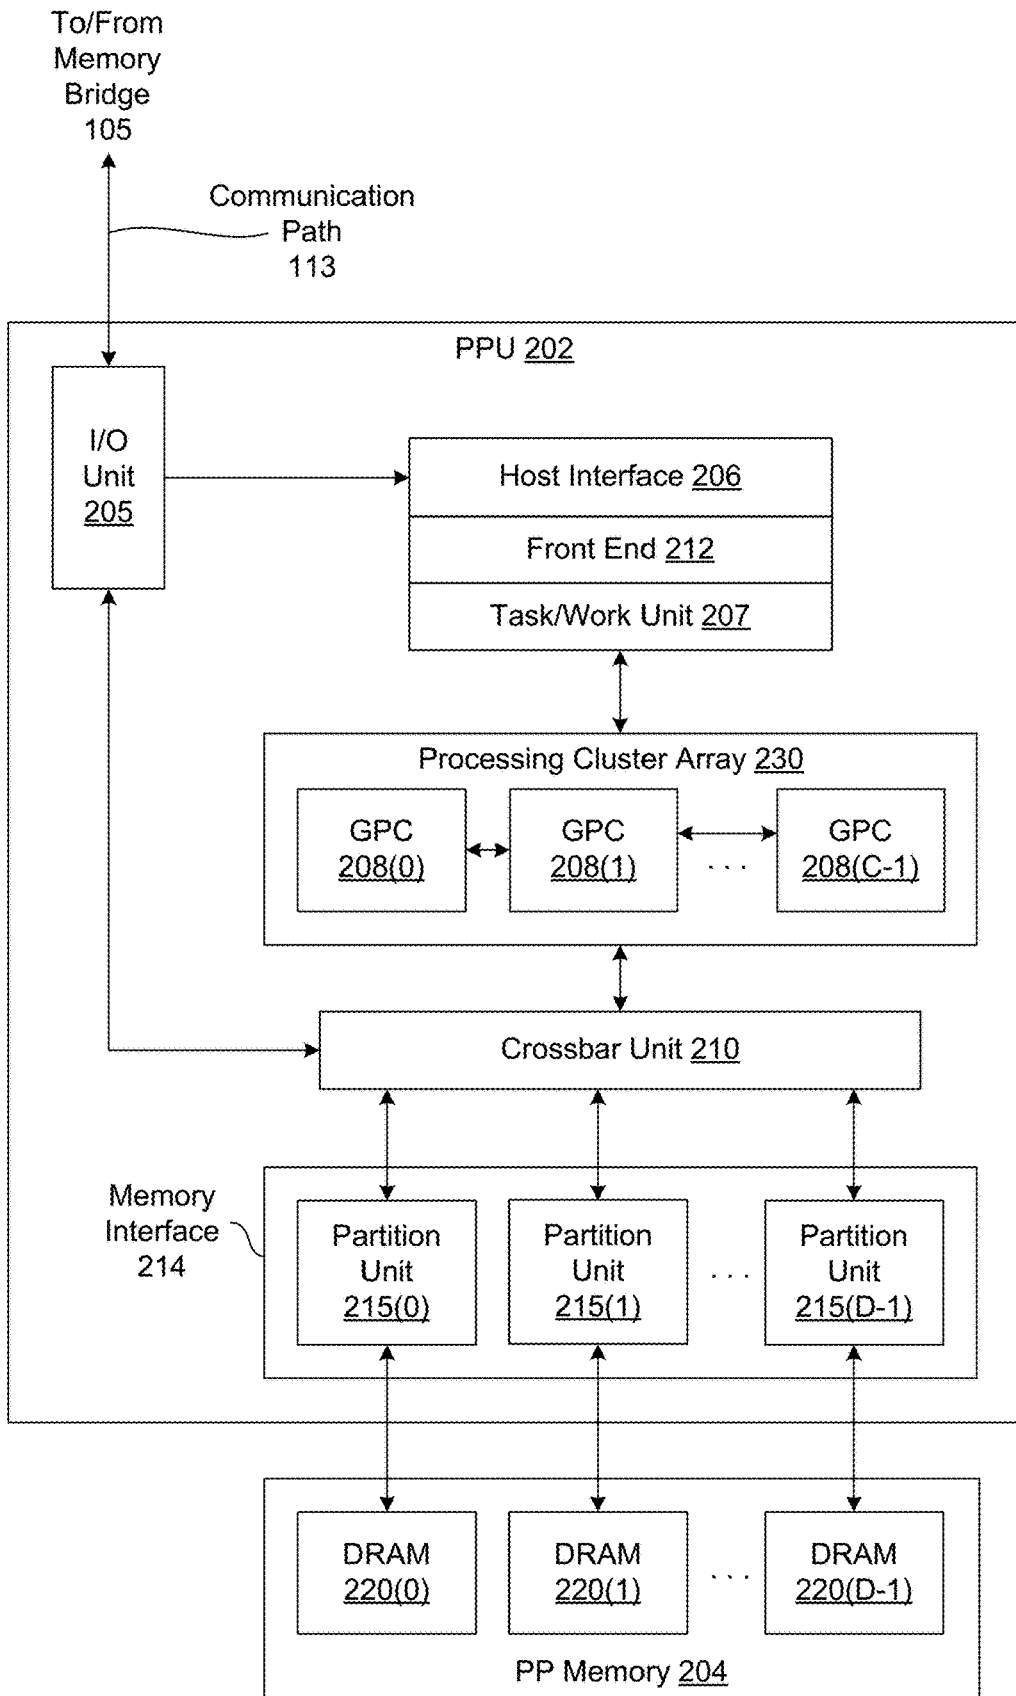 To/From
Memory
Bridge
105
Communication
Path
113
PPU 202
I/O
Unit
205
Host Interface 206
Front End 212
Task/Work Unit 207
Processing Cluster Array 230
GPC
208(0)
GPC
208(1)
. . .
GPC
208(C-1)
Crossbar Unit 210
Memory
Interface
214
Partition
Unit
215(0)
Partition
Unit
215(1)
. . .
Partition
Unit
215(D-1)
DRAM
220(0)
DRAM
220(1)
. . .
DRAM
220(D-1)
PP Memory 204